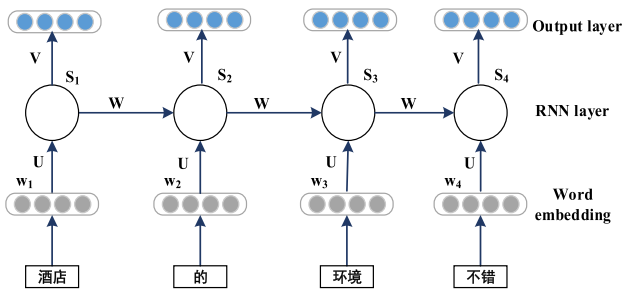 Output layer
V
V
V
V
S1
S2
S3
S4
W
W
W
RNN layer
U
U
U
U
w1
w2
w3
w4
Word
embedding
酒店
的
环境
不错